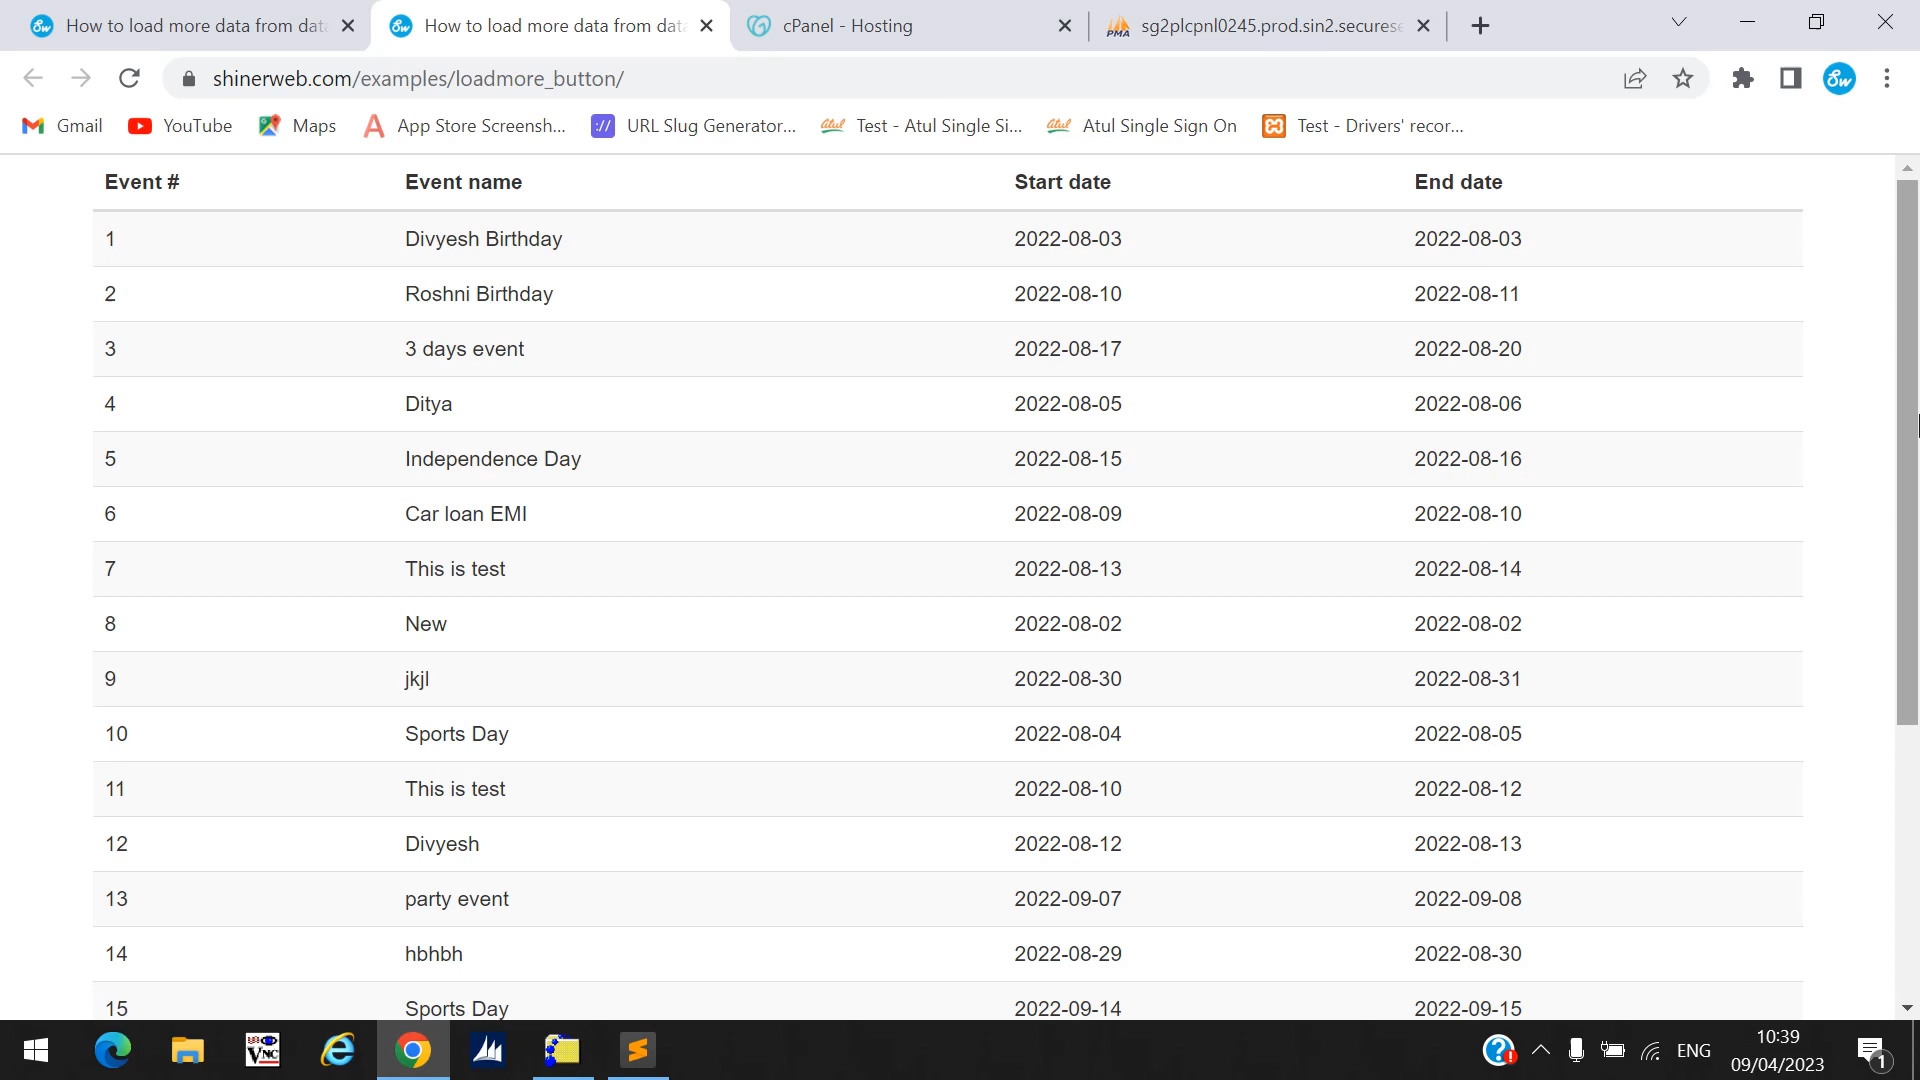 How to load more data from dat
How to load more data from dat
cPanel - Hosting
PMA
sg2plcpnl0245.prod.sin2.securese
shinerweb.com/examples/loadmore_button/
Sw
Gmail
YouTube
Maps
App Store Screensh...
URL Slug Generator...
Test - Atul Single Si...
Atul Single Sign On
Test - Drivers' recor...
Event # Event name Start date End date
1 Divyesh Birthday 2022-08-03 2022-08-03
2 Roshni Birthday 2022-08-10 2022-08-11
3 3 days event 2022-08-17 2022-08-20
4 Ditya 2022-08-05 2022-08-06
5 Independence Day 2022-08-15 2022-08-16
6 Car loan EMI 2022-08-09 2022-08-10
7 This is test 2022-08-13 2022-08-14
8 New 2022-08-02 2022-08-02
9 jkjl 2022-08-30 2022-08-31
10 Sports Day 2022-08-04 2022-08-05
11 This is test 2022-08-10 2022-08-12
12 Divyesh 2022-08-12 2022-08-13
13 party event 2022-09-07 2022-09-08
14 hbhbh 2022-08-29 2022-08-30
15 Sports Day 2022-09-14 2022-09-15
VNC
ENG
10:39
09/04/2023
1